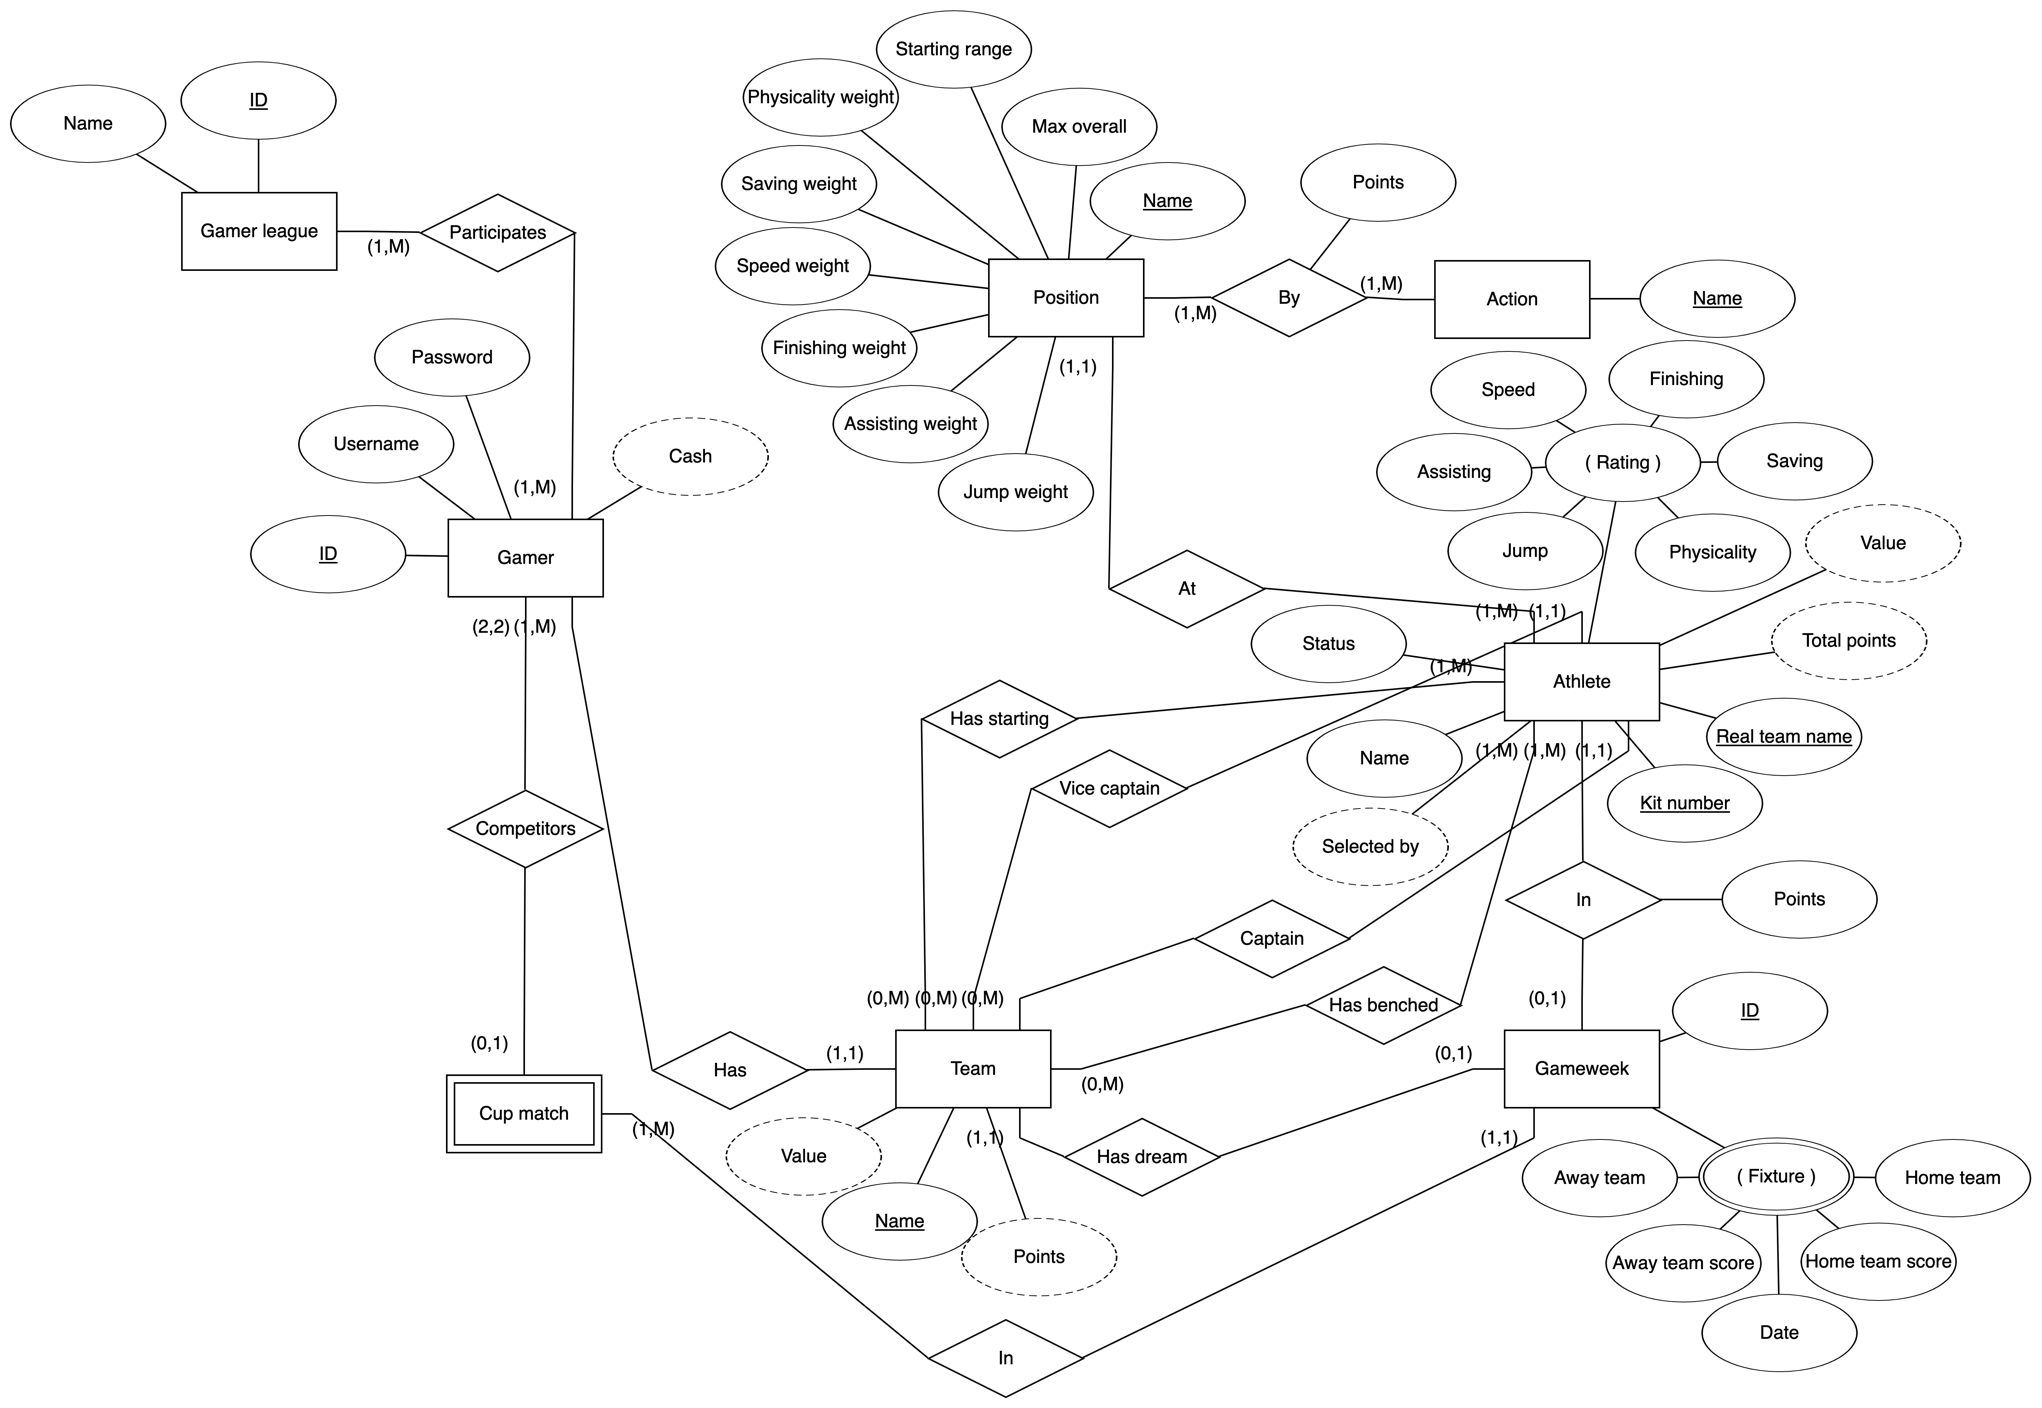 Starting range
Physicality weight
ID
Name
Max overall
Saving weight
Points
Name
Gamer league
Participates
(1,M)
Speed weight
Position
By
(1,M)
(1,M)
Action
Name
Finishing weight
Password
(1,1)
Speed
Finishing
Username
Cash
Assisting weight
( Rating )
Assisting
Saving
(1,M)
Jump weight
ID
Gamer
Jump
Physicality
Value
At
(2,2)
(1,M)
(1,M)
(1,1)
Status
Total points
(1,M)
Athlete
Has starting
Real team name
Name
(1,M)
(1,M)
(1,1)
Vice captain
Kit number
Competitors
Selected by
In
Points
Captain
(0,M)
(0,M)
(0,M)
Has benched
(0,1)
ID
(0,1)
Has
(1,1)
Team
(0,M)
(0,1)
Gameweek
Cup match
(1,M)
Value
(1,1)
Has dream
(1,1)
Away team
( Fixture )
Home team
Name
Points
Away team score
Home team score
Date
In